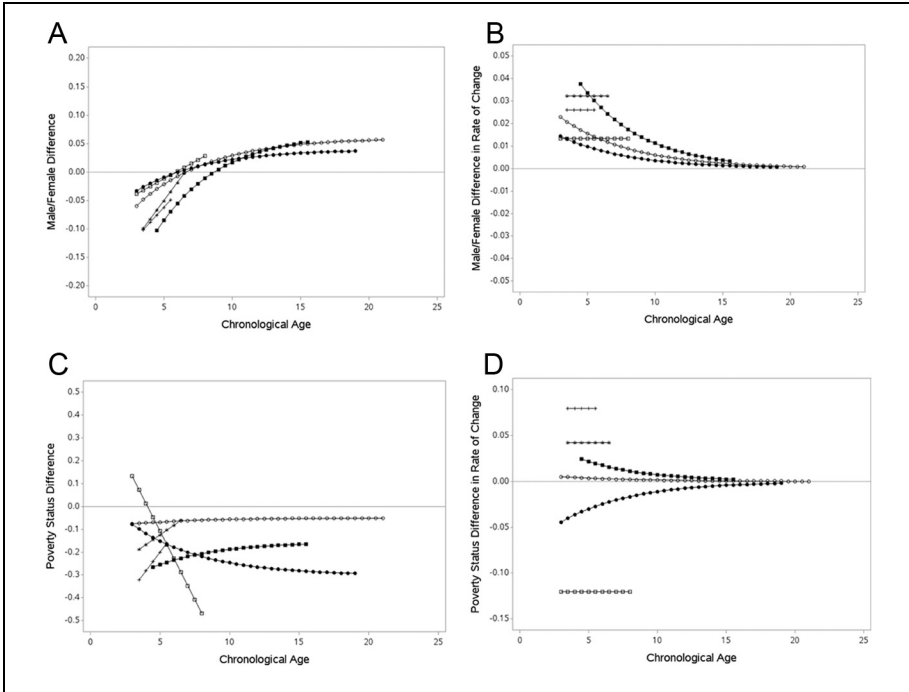 A
0.20
0.15
0.10
0.05
0.00
-0.05
-0.10
-0.15
-0.20
Male/Female Difference
0 5 10 15 20 25
Chronological Age
B
0.05
0.04
0.03
0.02
0.01
0.00
-0.01
-0.02
-0.03
-0.04
-0.05
Male/Female Difference in Rate of Change
0 5 10 15 20 25
Chronological Age
C
0.5
0.4
0.3
0.2
0.1
0.0
-0.1
-0.2
-0.3
-0.4
-0.5
Poverty Status Difference
0 5 10 15 20 25
Chronological Age
D
0.10
0.05
0.00
-0.05
-0.10
-0.15
Poverty Status Difference in Rate of Change
0 5 10 15 20 25
Chronological Age